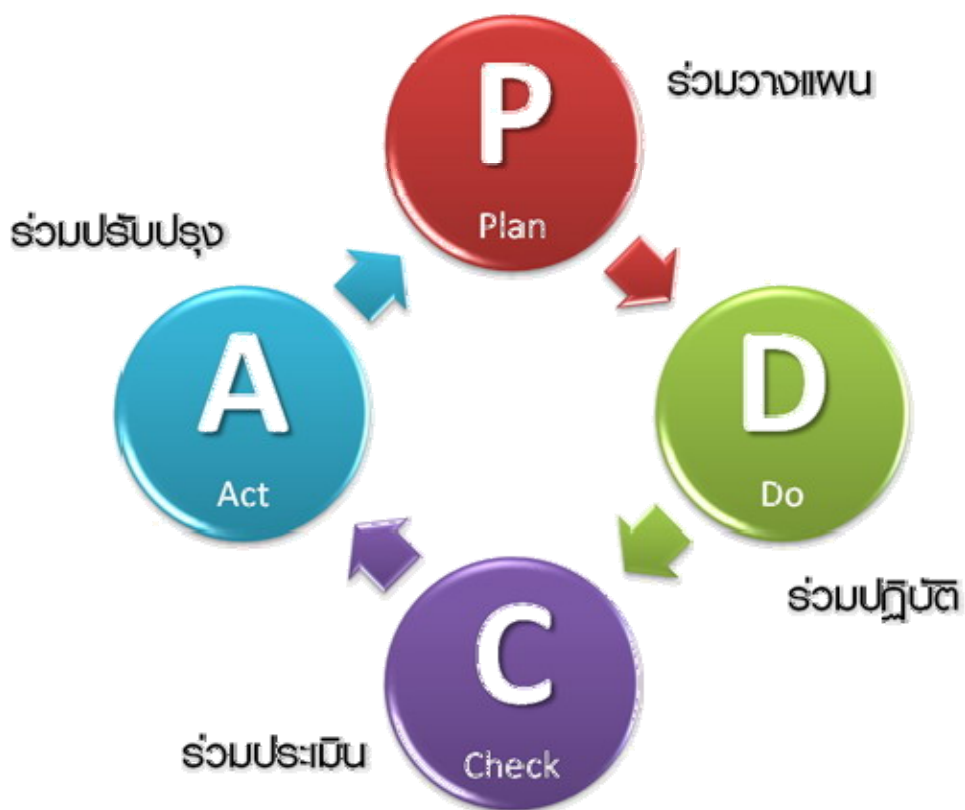 P
Plan
ร่วมวางแผน
D
Do
ร่วมปฏิบัติ
C
Check
ร่วมประเมิน
A
Act
ร่วมปรับปรุง